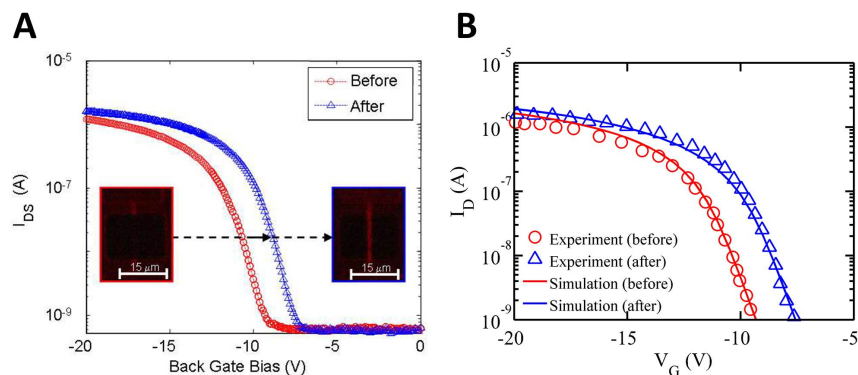 A
10^-5
10^-7
10^-9
I_DS (A)
-20
-15
-10
-5
0
Back Gate Bias (V)
Before
After
15 μm
15 μm
B
10^-5
10^-6
10^-7
10^-8
10^-9
I_D (A)
-20
-15
-10
-5
V_G (V)
Experiment (before)
Experiment (after)
Simulation (before)
Simulation (after)